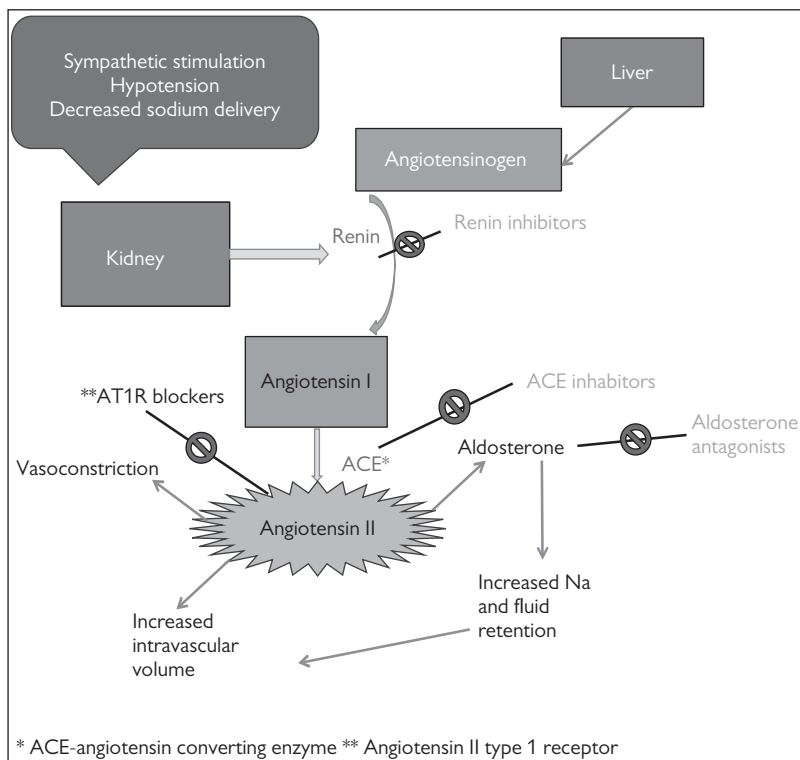 Sympathetic stimulation
Hypotension
Decreased sodium delivery
Liver
Angiotensinogen
Kidney
Renin
Renin inhibitors
Angiotensin I
**AT1R blockers
ACE inhabitors
ACE*
Aldosterone
Aldosterone
antagonists
Vasoconstriction
Angiotensin II
Increased
intravascular
volume
Increased Na
and fluid
retention
* ACE-angiotensin converting enzyme ** Angiotensin II type 1 receptor